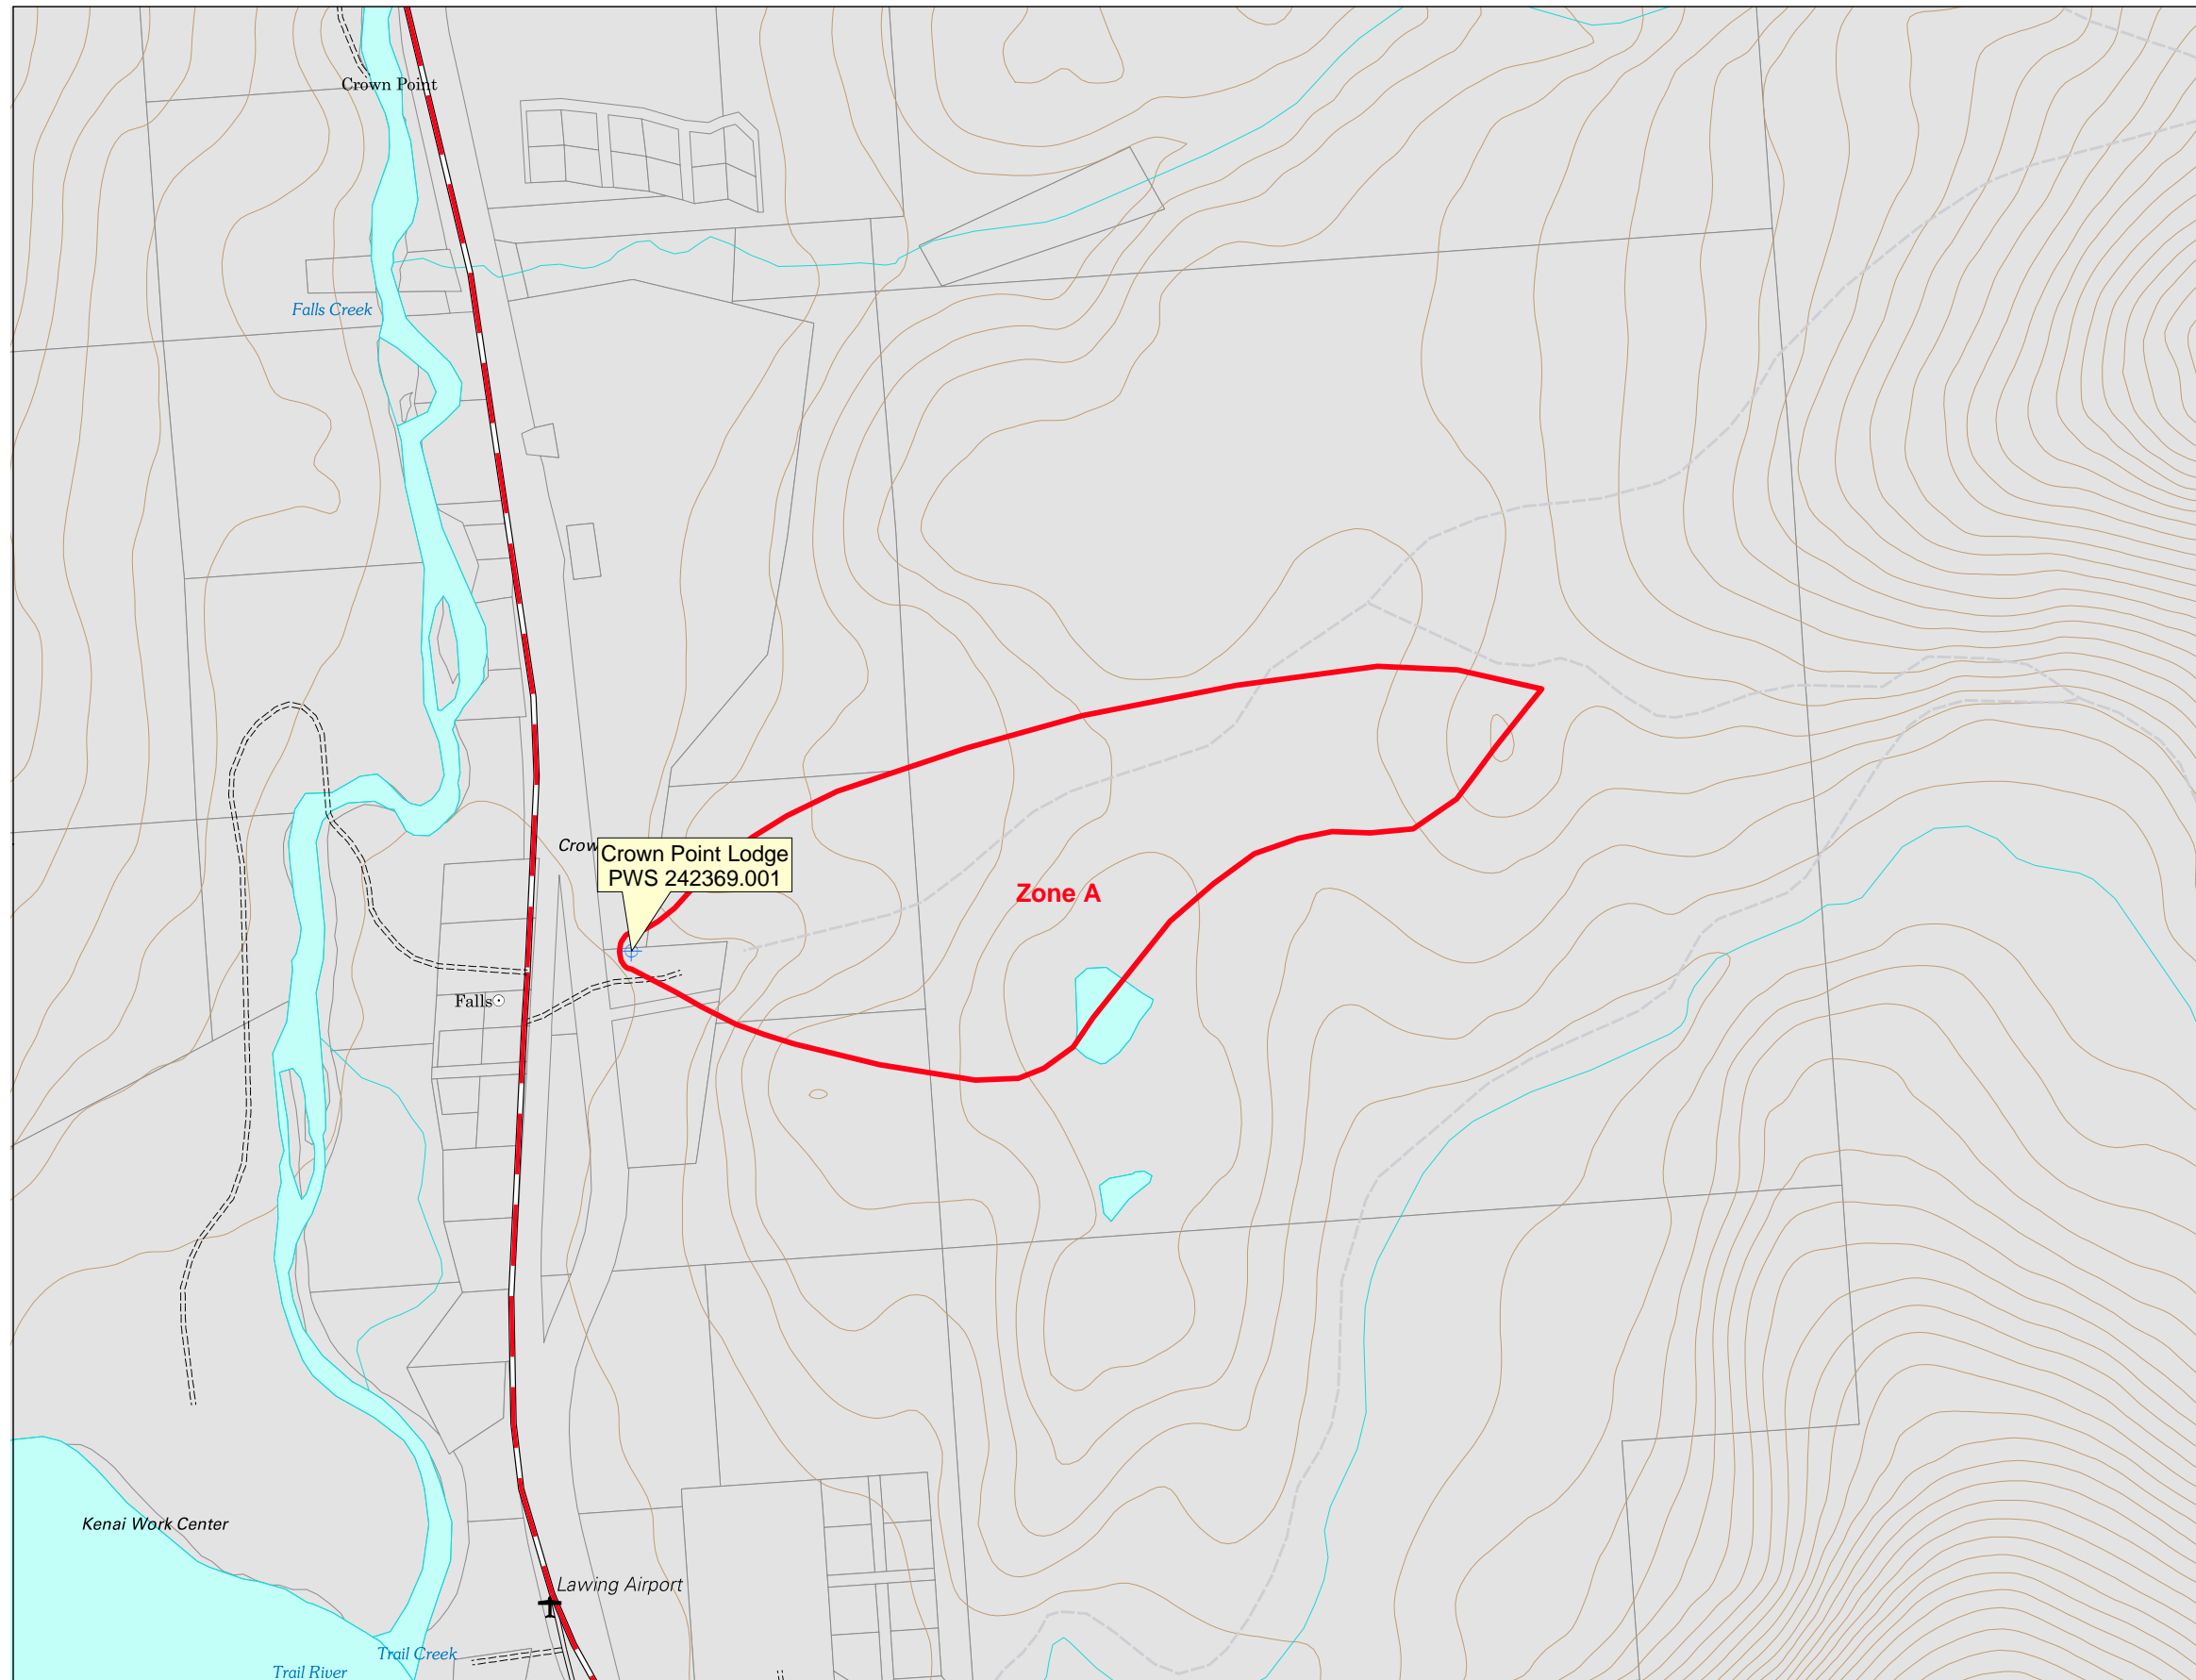 Crown Point
Falls Creek
Crow
Crown Point Lodge
PWS 242369.001
Zone A
Falls
Kenai Work Center
Lawing Airport
Trail Creek
Trail River